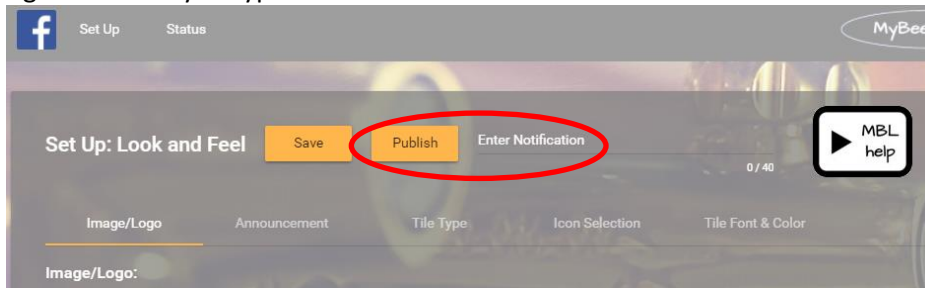 Set Up Status MyBee
Set Up: Look and Feel Save Publish Enter Notification
0 / 40
MBL
help
Image/Logo Announcement Tile Type Icon Selection Tile Font & Color
Image/Logo: